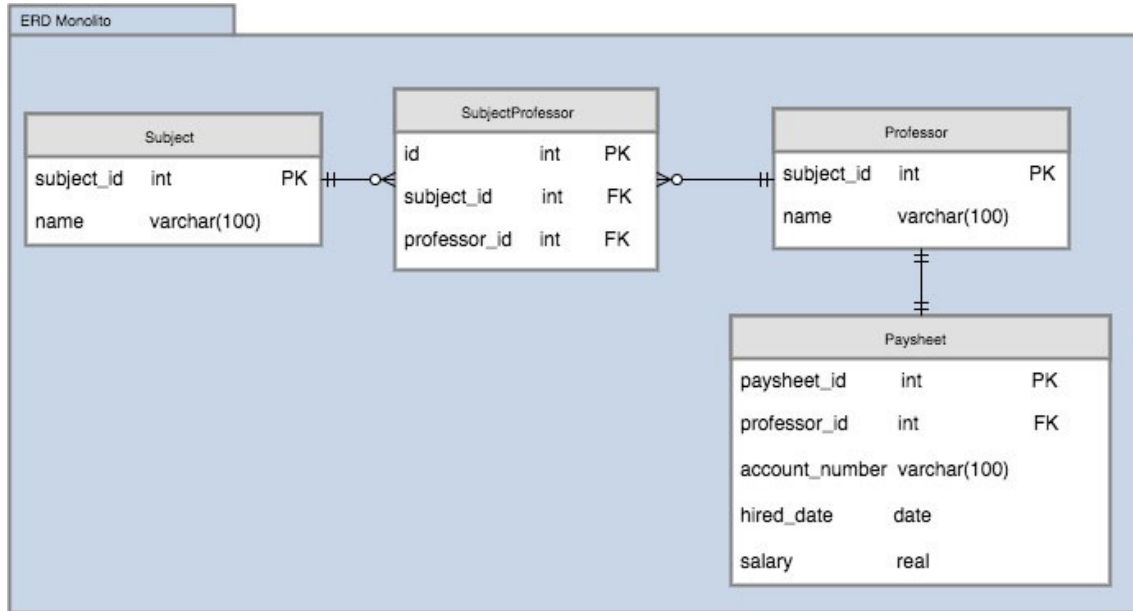 ERD Monolito
Subject
subject_id int PK
name varchar(100)
SubjectProfessor
id int PK
subject_id int FK
professor_id int FK
Professor
subject_id int PK
name varchar(100)
Paysheet
paysheet_id int PK
professor_id int FK
account_number varchar(100)
hired_date date
salary real